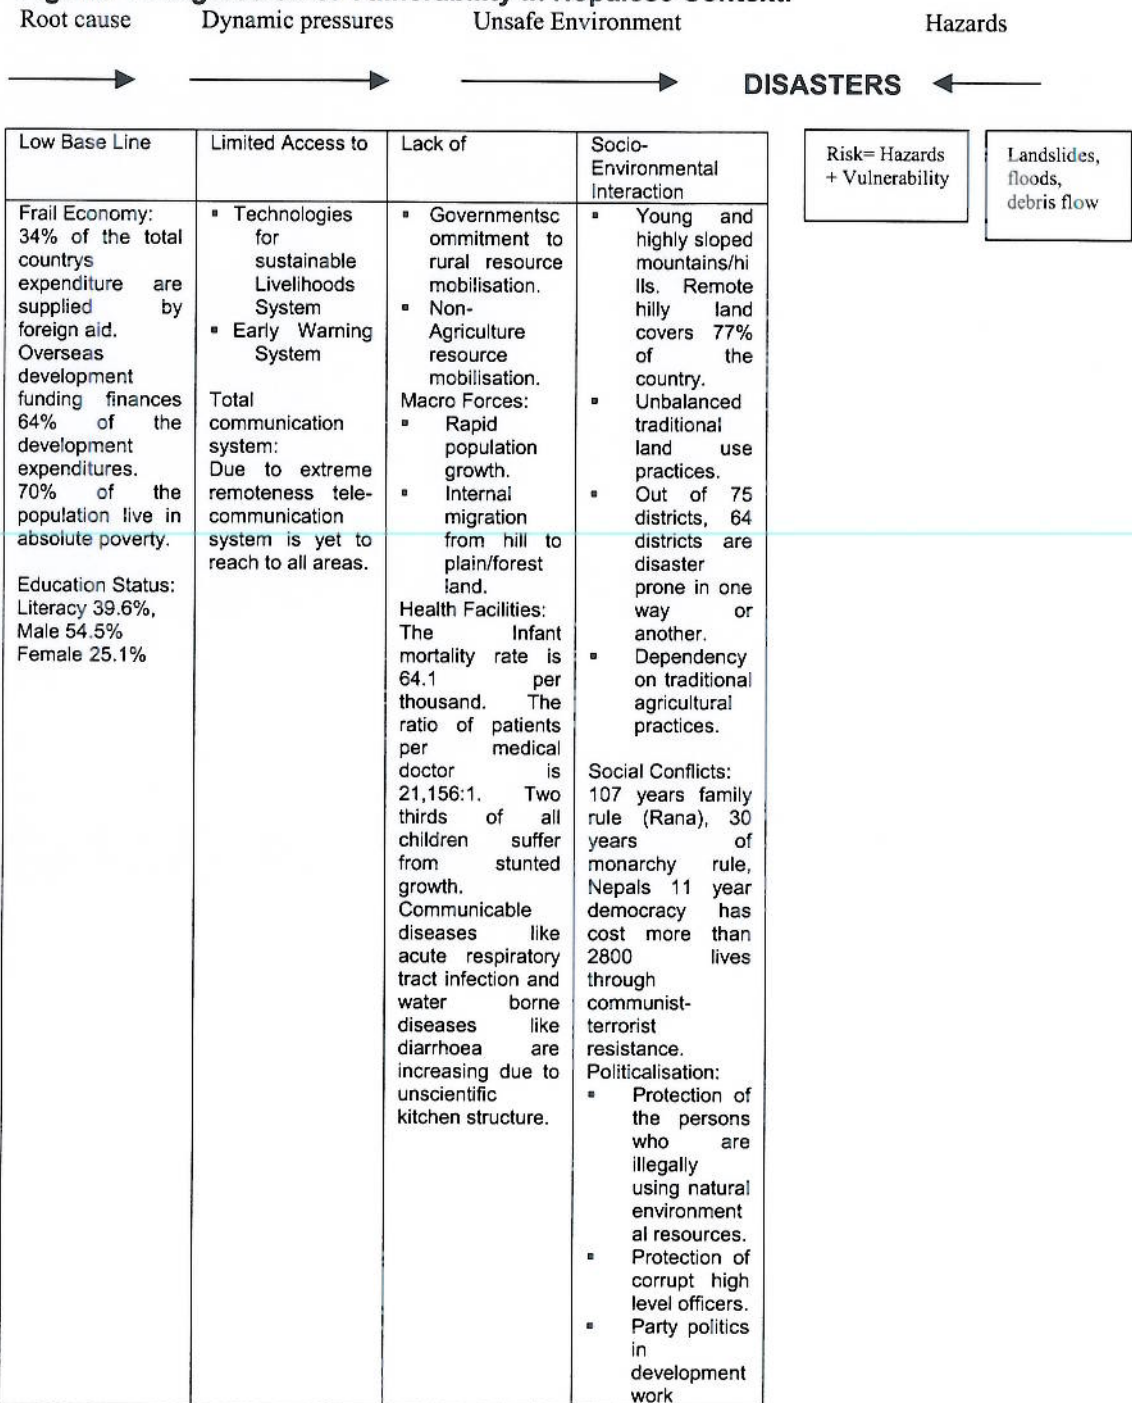 Vulnerability in Nepalese Context.
Root cause
Dynamic pressures
Unsafe Environment
Hazards
DISASTERS
Low Base Line
Frail Economy:
34% of the total
countrys
expenditure are
supplied by
foreign aid.
Overseas
development
funding finances
64% of the
development
expenditures.
70% of the
population live in
absolute poverty.
Education Status:
Literacy 39.6%,
Male 54.5%
Female 25.1%
Limited Access to
▪ Technologies
for
sustainable
Livelihoods
System
▪ Early Warning
System
Total
communication
system:
Due to extreme
remoteness tele-
communication
system is yet to
reach to all areas.
Lack of
▪ Governmentsc
ommitment to
rural resource
mobilisation.
▪ Non-
Agriculture
resource
mobilisation.
Macro Forces:
▪ Rapid
population
growth.
▪ Internal
migration
from hill to
plain/forest
land.
Health Facilities:
The Infant
mortality rate is
64.1 per
thousand. The
ratio of patients
per medical
doctor is
21,156:1. Two
thirds of all
children suffer
from stunted
growth.
Communicable
diseases like
acute respiratory
tract infection and
water borne
diseases like
diarrhoea are
increasing due to
unscientific
kitchen structure.
Socio-
Environmental
Interaction
▪ Young and
highly sloped
mountains/hi
lls. Remote
hilly land
covers 77%
of the
country.
▪ Unbalanced
traditional
land use
practices.
▪ Out of 75
districts, 64
districts are
disaster
prone in one
way or
another.
▪ Dependency
on traditional
agricultural
practices.
Social Conflicts:
107 years family
rule (Rana), 30
years of
monarchy rule,
Nepals 11 year
democracy has
cost more than
2800 lives
through
communist-
terrorist
resistance.
Politicalisation:
▪ Protection of
the persons
who are
illegally
using natural
environment
al resources.
▪ Protection of
corrupt high
level officers.
▪ Party politics
in
development
work
Risk= Hazards
+ Vulnerability
Landslides,
floods,
debris flow